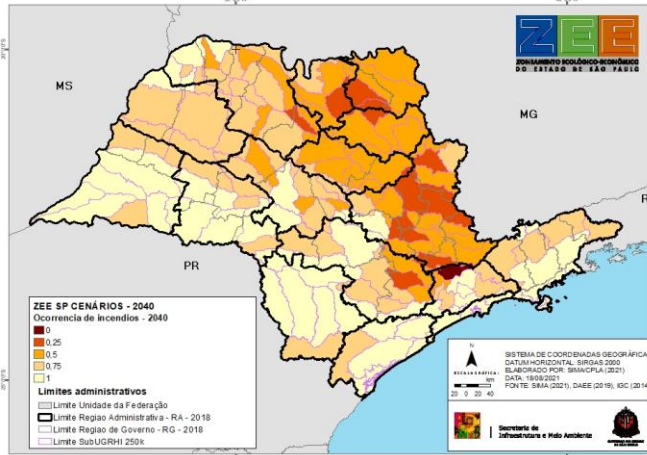 ZEE
ZONEAMENTO ECOLÓGICO-ECONÔMICO
DO ESTADO DE SÃO PAULO
MS
MG
R
PR
ZEE SP CENÁRIOS - 2040
Ocorrencia de incendios - 2040
0
0,25
0,5
0,75
1
Limites administrativos
Limite Unidade da Federação
Limite Regiao Administrativa - RA - 2018
Limite Região de Governo - RG - 2018
Limite SubUGRHI 250k
N
ESCALA GRÁFICA:
km
20 0 20 40
SISTEMA DE COORDENADAS GEOGRÁFICA
DATUM HORIZONTAL: SIRGAS 2000
ELABORADO POR: SIMA/CPLA (2021)
DATA: 18/08/2021
FONTE: SIMA (2021), DAEE (2019), IGC (2014
Secretaria de
Infraestrutura e Meio Ambiente